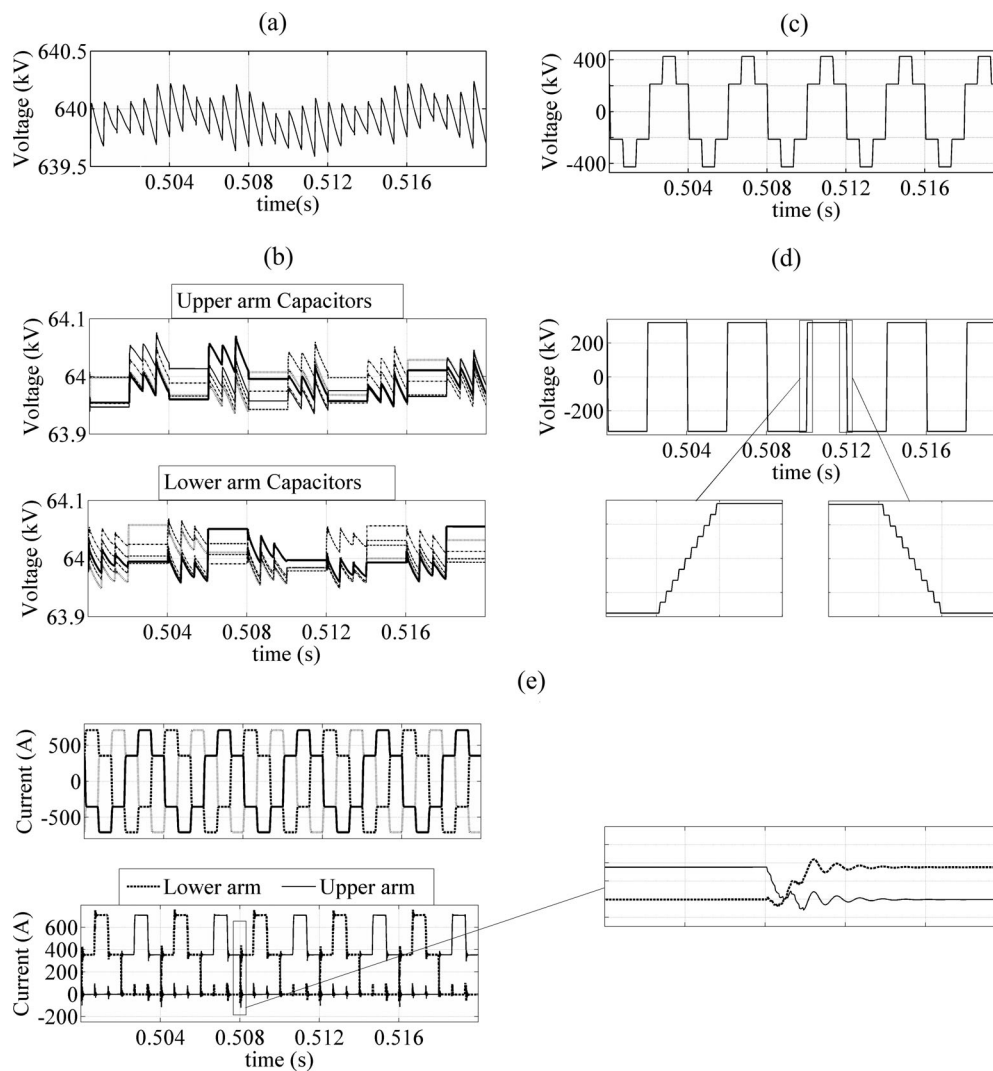 (a)
Voltage (kV)
640.5
640
639.5
0.504 0.508 0.512 0.516
time(s)
(c)
Voltage (kV)
400
200
0
-200
-400
0.504 0.508 0.512 0.516
time (s)
(b)
Upper arm Capacitors
Voltage (kV)
64.1
64
63.9
Lower arm Capacitors
Voltage (kV)
64.1
64
63.9
0.504 0.508 0.512 0.516
time (s)
(d)
Voltage (kV)
200
0
-200
0.504 0.508 0.512 0.516
time (s)
(e)
Current (A)
500
0
-500
Lower arm Upper arm
Current (A)
600
400
200
0
-200
0.504 0.508 0.512 0.516
time (s)